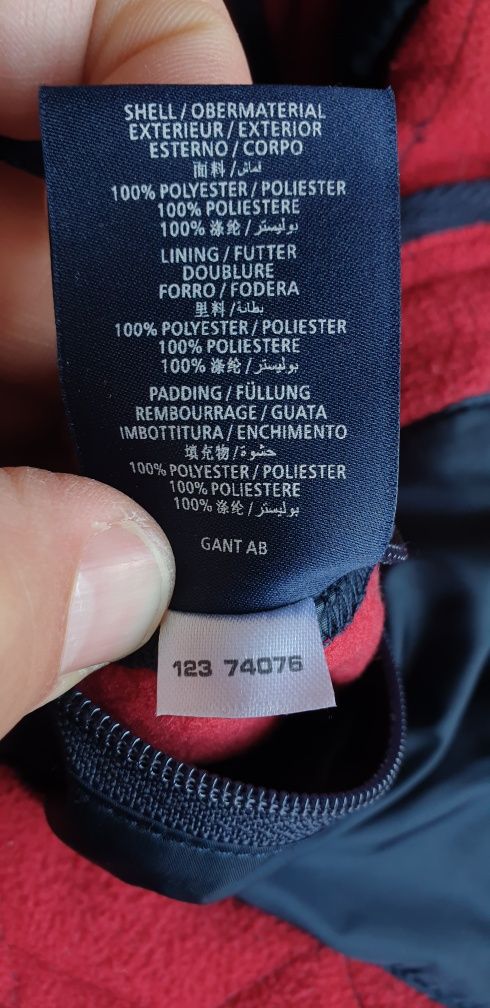 SHELL / OBERMATERIAL
EXTERIEUR / EXTERIOR
ESTERNO / CORPO
面料 / قماش
100% POLYESTER / POLIESTER
100% POLIESTERE
100% 涤纶 / بوليستر
LINING / FUTTER
DOUBLURE
FORRO / FODERA
里料 / بطانة
100% POLYESTER / POLIESTER
100% POLIESTERE
100% 涤纶 / بوليستر
PADDING / FÜLLUNG
REMBOURRAGE / GUATA
IMBOTTITURA / ENCHIMENTO
填充物 / حشوة
100% POLYESTER / POLIESTER
100% POLIESTERE
100% 涤纶 / بوليستر
GANT AB
123 74076